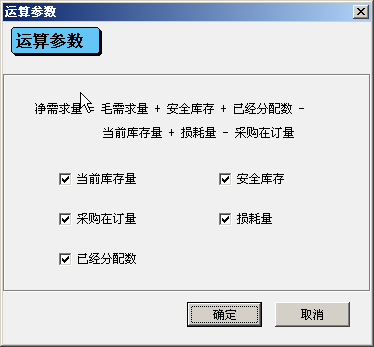 运算参数
运算参数
净需求量 = 毛需求量 + 安全库存 + 已经分配数 -
当前库存量 + 损耗量 - 采购在订量
当前库存量 安全库存
采购在订量 损耗量
已经分配数
确定 取消